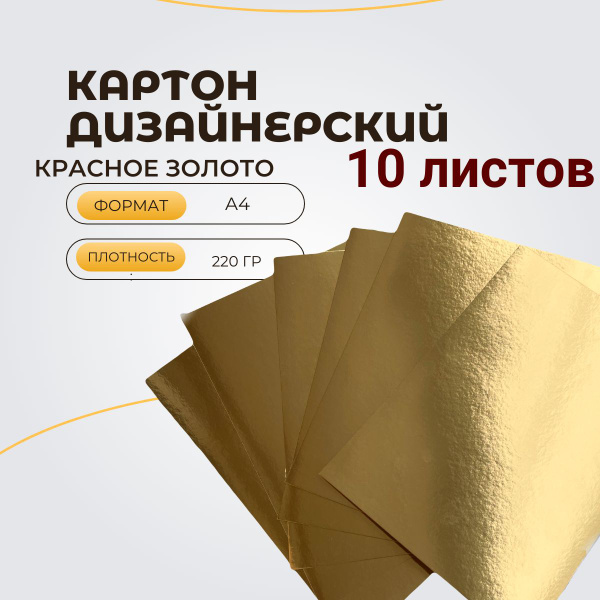 КАРТОН
ДИЗАЙНЕРСКИЙ
КРАСНОЕ ЗОЛОТО
10 листов
ФОРМАТ А4
ПЛОТНОСТЬ 220 ГР